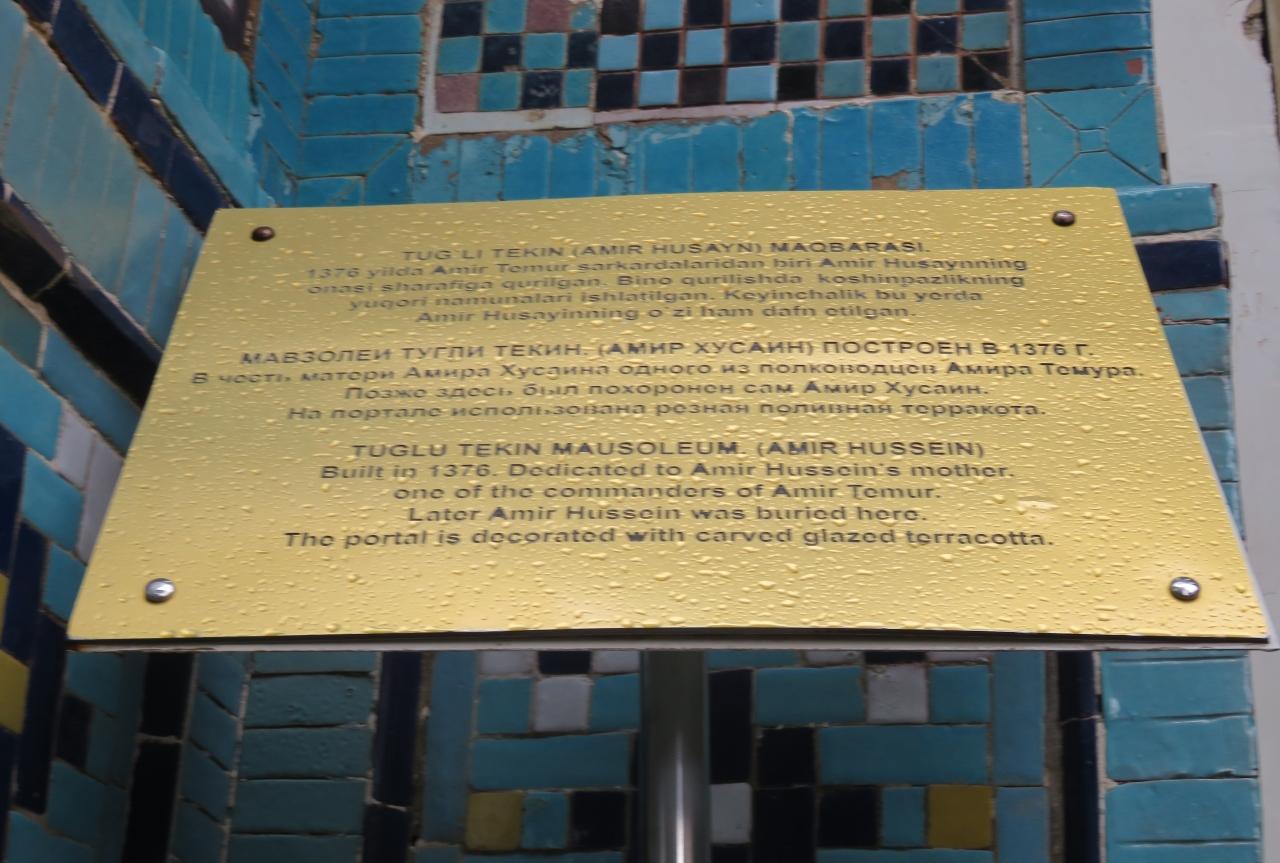 TUG`LI TEKIN (AMIR HUSAYN) MAQBARASI.
1376 yilda Amir Temur sarkardalaridan biri Amir Husaynning
onasi sharafiga qurilgan. Bino qurilishda koshinpazlikning
yuqori namunalari ishlatilgan. Keyinchalik bu yerda
Amir Husayinning o`zi ham dafn etilgan.
МАВЗОЛЕЙ ТУГЛИ ТЕКИН. (АМИР ХУСАИН) ПОСТРОЕН В 1376 Г.
В честь матери Амира Хусаина одного из полководцев Амира Темура.
Позже здесь был похоронен сам Амир Хусаин.
На портале использована резная поливная терракота.
TUGLU TEKIN MAUSOLEUM. (AMIR HUSSEIN)
Built in 1376. Dedicated to Amir Hussein's mother.
one of the commanders of Amir Temur.
Later Amir Hussein was buried here.
The portal is decorated with carved glazed terracotta.